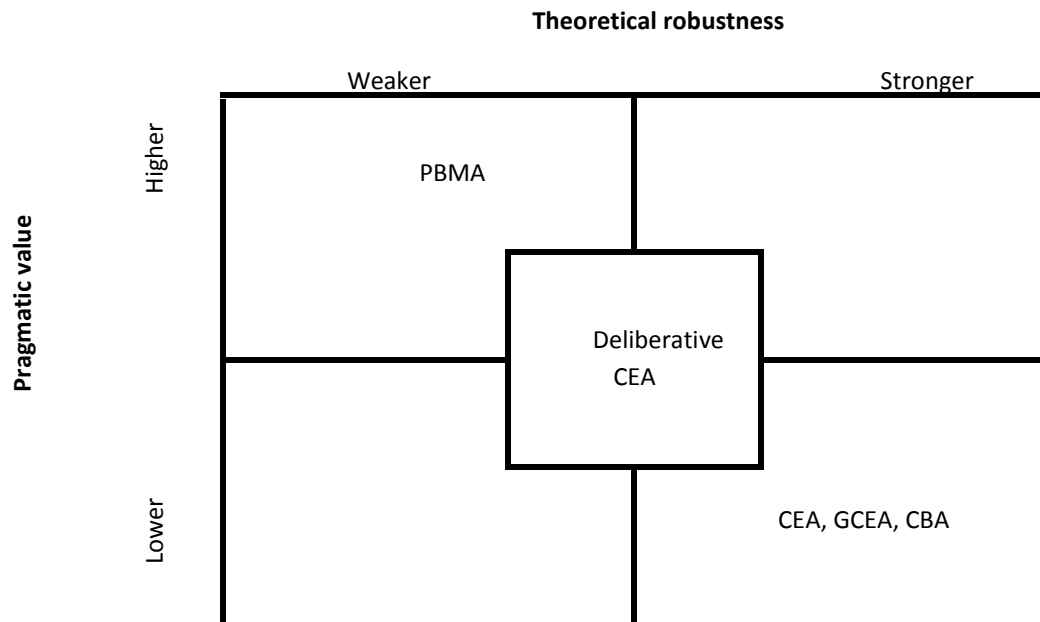 Theoretical robustness
Weaker
Stronger
Higher
PBMA
Pragmatic value
Deliberative
CEA
Lower
CEA, GCEA, CBA